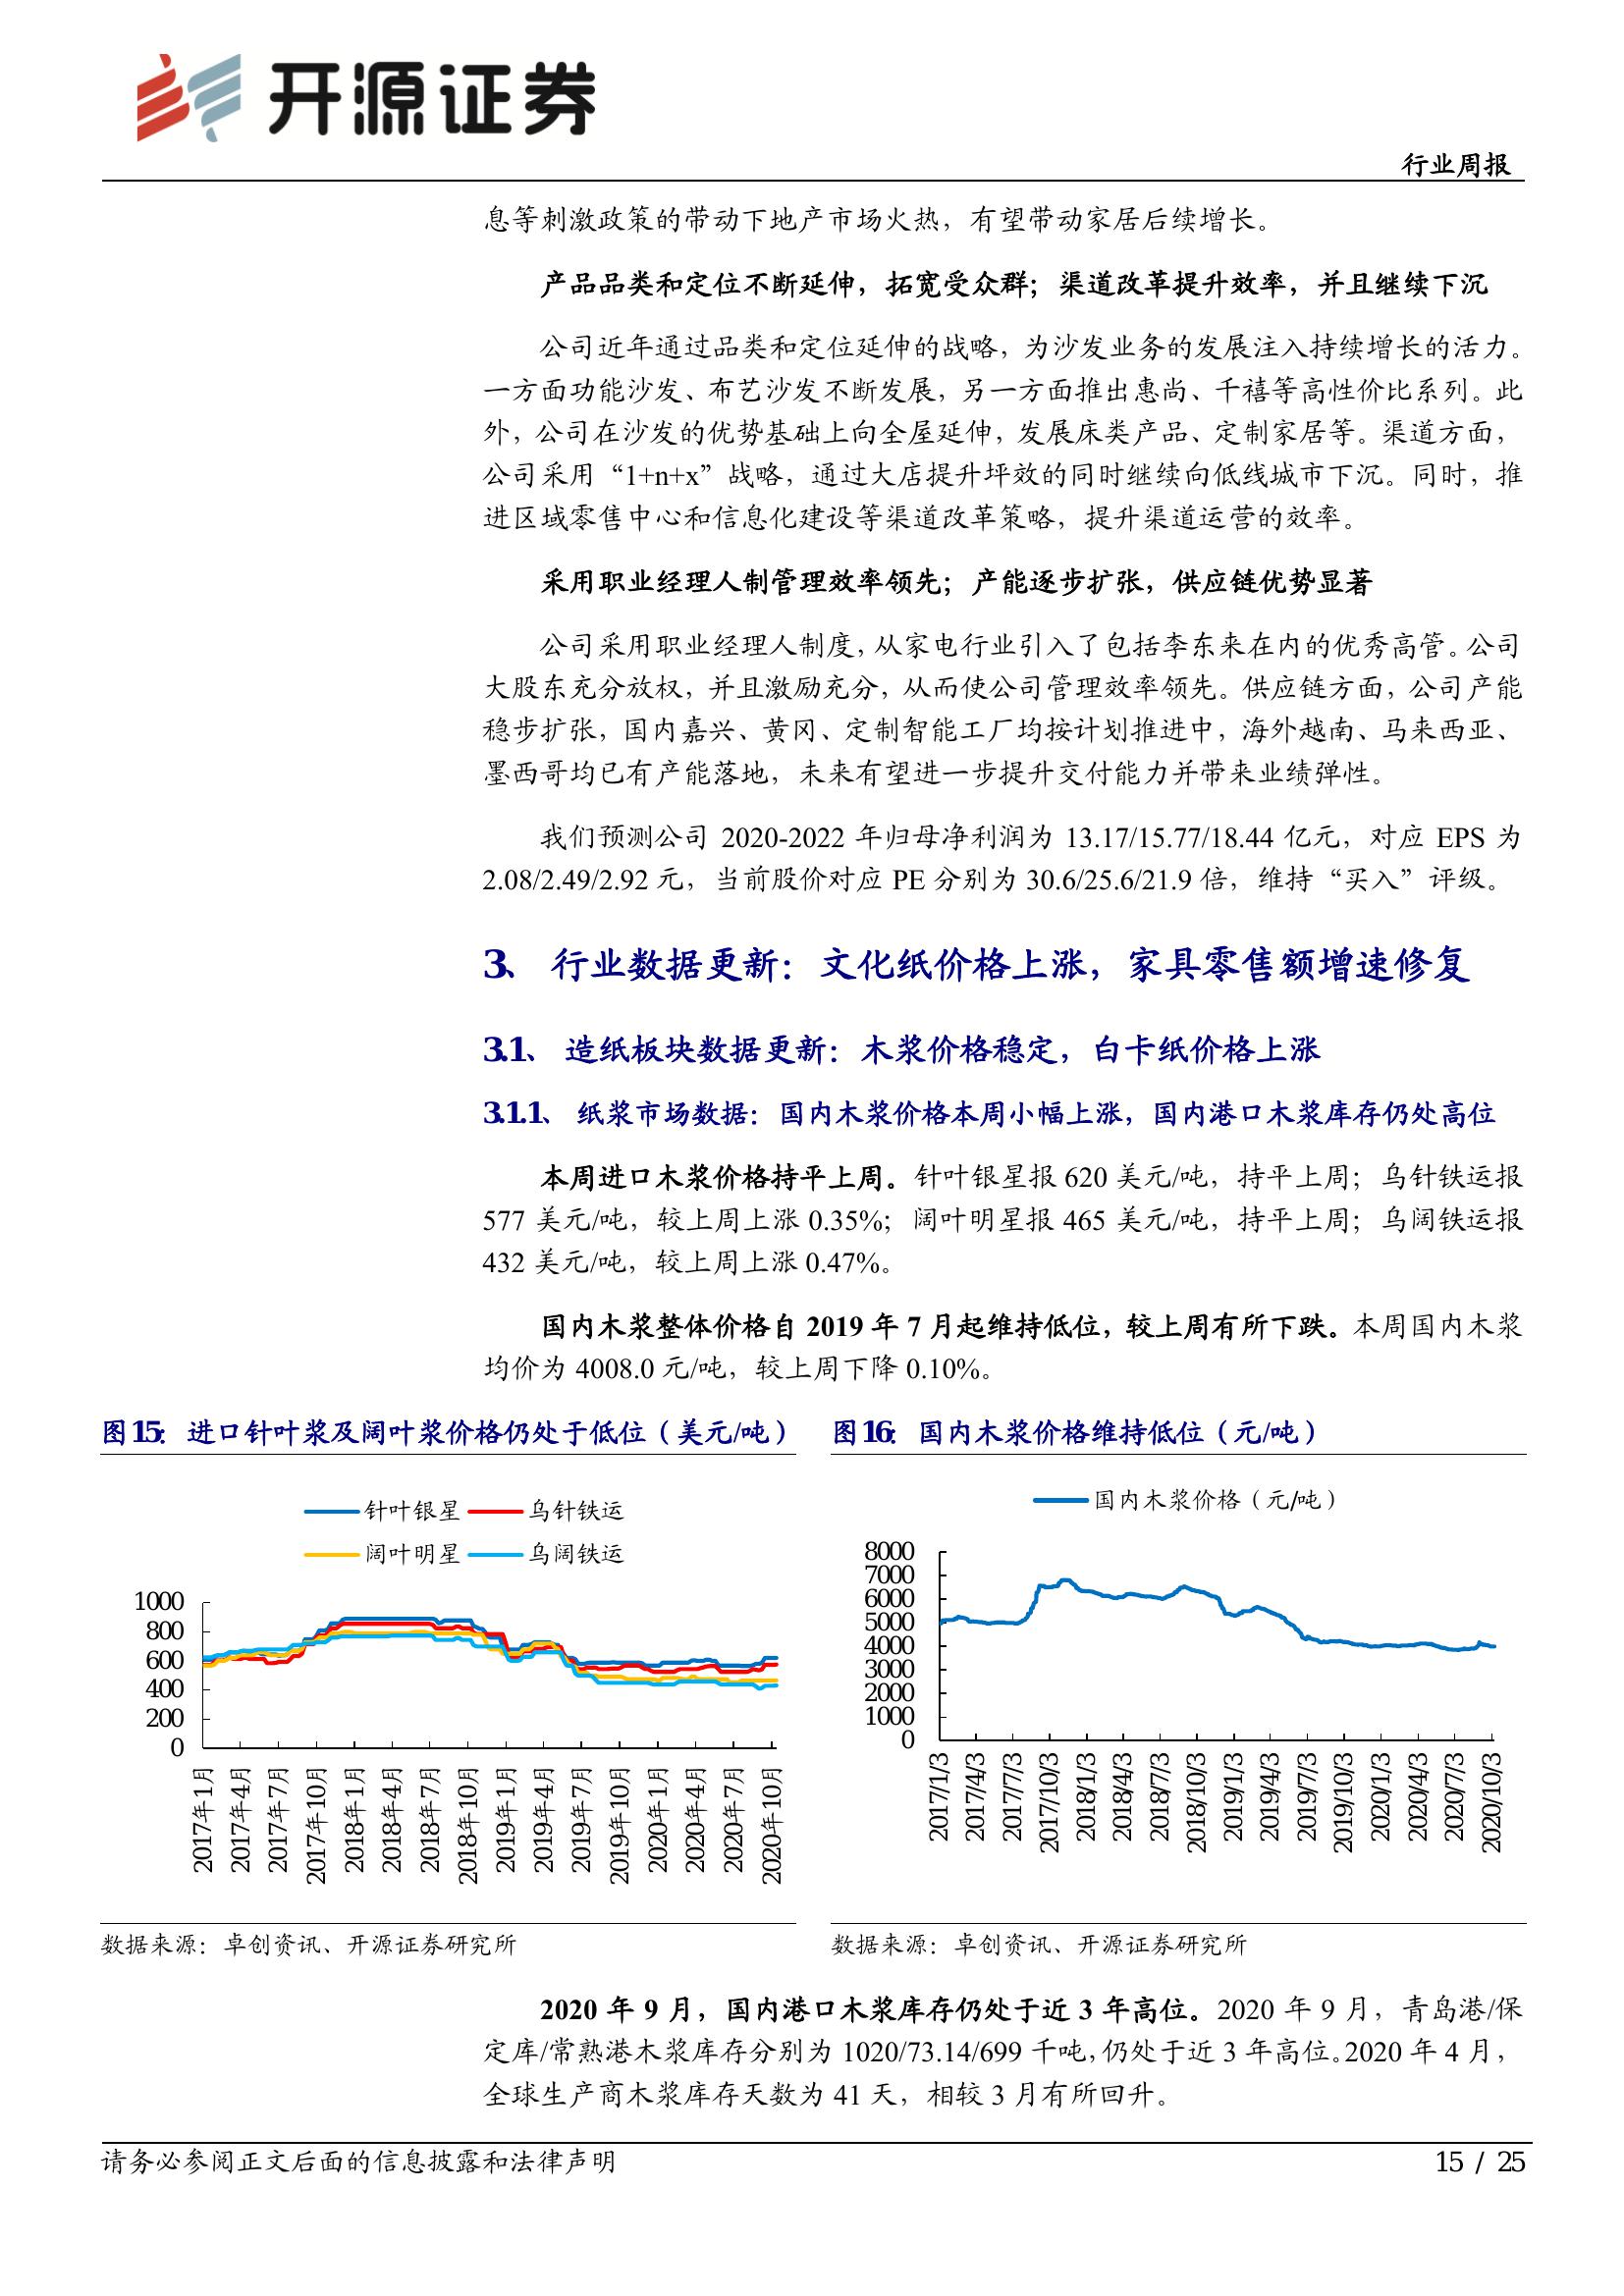 开源证券
行业周报
息等刺激政策的带动下地产市场火热，有望带动家居后续增长。
产品品类和定位不断延伸，拓宽受众群；渠道改革提升效率，并且继续下沉
公司近年通过品类和定位延伸的战略，为沙发业务的发展注入持续增长的活力。
一方面功能沙发、布艺沙发不断发展，另一方面推出惠尚、千禧等高性价比系列。此
外，公司在沙发的优势基础上向全屋延伸，发展床类产品、定制家居等。渠道方面，
公司采用“1+n+x”战略，通过大店提升坪效的同时继续向低线城市下沉。同时，推
进区域零售中心和信息化建设等渠道改革策略，提升渠道运营的效率。
采用职业经理人制管理效率领先；产能逐步扩张，供应链优势显著
公司采用职业经理人制度，从家电行业引入了包括李东来在内的优秀高管。公司
大股东充分放权，并且激励充分，从而使公司管理效率领先。供应链方面，公司产能
稳步扩张，国内嘉兴、黄冈、定制智能工厂均按计划推进中，海外越南、马来西亚、
墨西哥均已有产能落地，未来有望进一步提升交付能力并带来业绩弹性。
我们预测公司 2020-2022 年归母净利润为 13.17/15.77/18.44 亿元，对应 EPS 为
2.08/2.49/2.92 元，当前股价对应 PE 分别为 30.6/25.6/21.9 倍，维持“买入”评级。
3、 行业数据更新：文化纸价格上涨，家具零售额增速修复
3.1、 造纸板块数据更新：木浆价格稳定，白卡纸价格上涨
3.1.1、 纸浆市场数据：国内木浆价格本周小幅上涨，国内港口木浆库存仍处高位
本周进口木浆价格持平上周。针叶银星报 620 美元/吨，持平上周；乌针铁运报
577 美元/吨，较上周上涨 0.35%；阔叶明星报 465 美元/吨，持平上周；乌阔铁运报
432 美元/吨，较上周上涨 0.47%。
国内木浆整体价格自 2019 年 7 月起维持低位，较上周有所下跌。本周国内木浆
均价为 4008.0 元/吨，较上周下降 0.10%。
图15：进口针叶浆及阔叶浆价格仍处于低位（美元/吨）
针叶银星 乌针铁运
阔叶明星 乌阔铁运
1000
800
600
400
200
0
2017年1月 2017年4月 2017年7月 2017年10月 2018年1月 2018年4月 2018年7月 2018年10月 2019年1月 2019年4月 2019年7月 2019年10月 2020年1月 2020年4月 2020年7月 2020年10月
数据来源：卓创资讯、开源证券研究所
图16：国内木浆价格维持低位（元/吨）
国内木浆价格（元/吨）
8000
7000
6000
5000
4000
3000
2000
1000
0
2017/1/3 2017/4/3 2017/7/3 2017/10/3 2018/1/3 2018/4/3 2018/7/3 2018/10/3 2019/1/3 2019/4/3 2019/7/3 2019/10/3 2020/1/3 2020/4/3 2020/7/3 2020/10/3
数据来源：卓创资讯、开源证券研究所
2020 年 9 月，国内港口木浆库存仍处于近 3 年高位。2020 年 9 月，青岛港/保
定库/常熟港木浆库存分别为 1020/73.14/699 千吨，仍处于近 3 年高位。2020 年 4 月，
全球生产商木浆库存天数为 41 天，相较 3 月有所回升。
请务必参阅正文后面的信息披露和法律声明
15 / 25